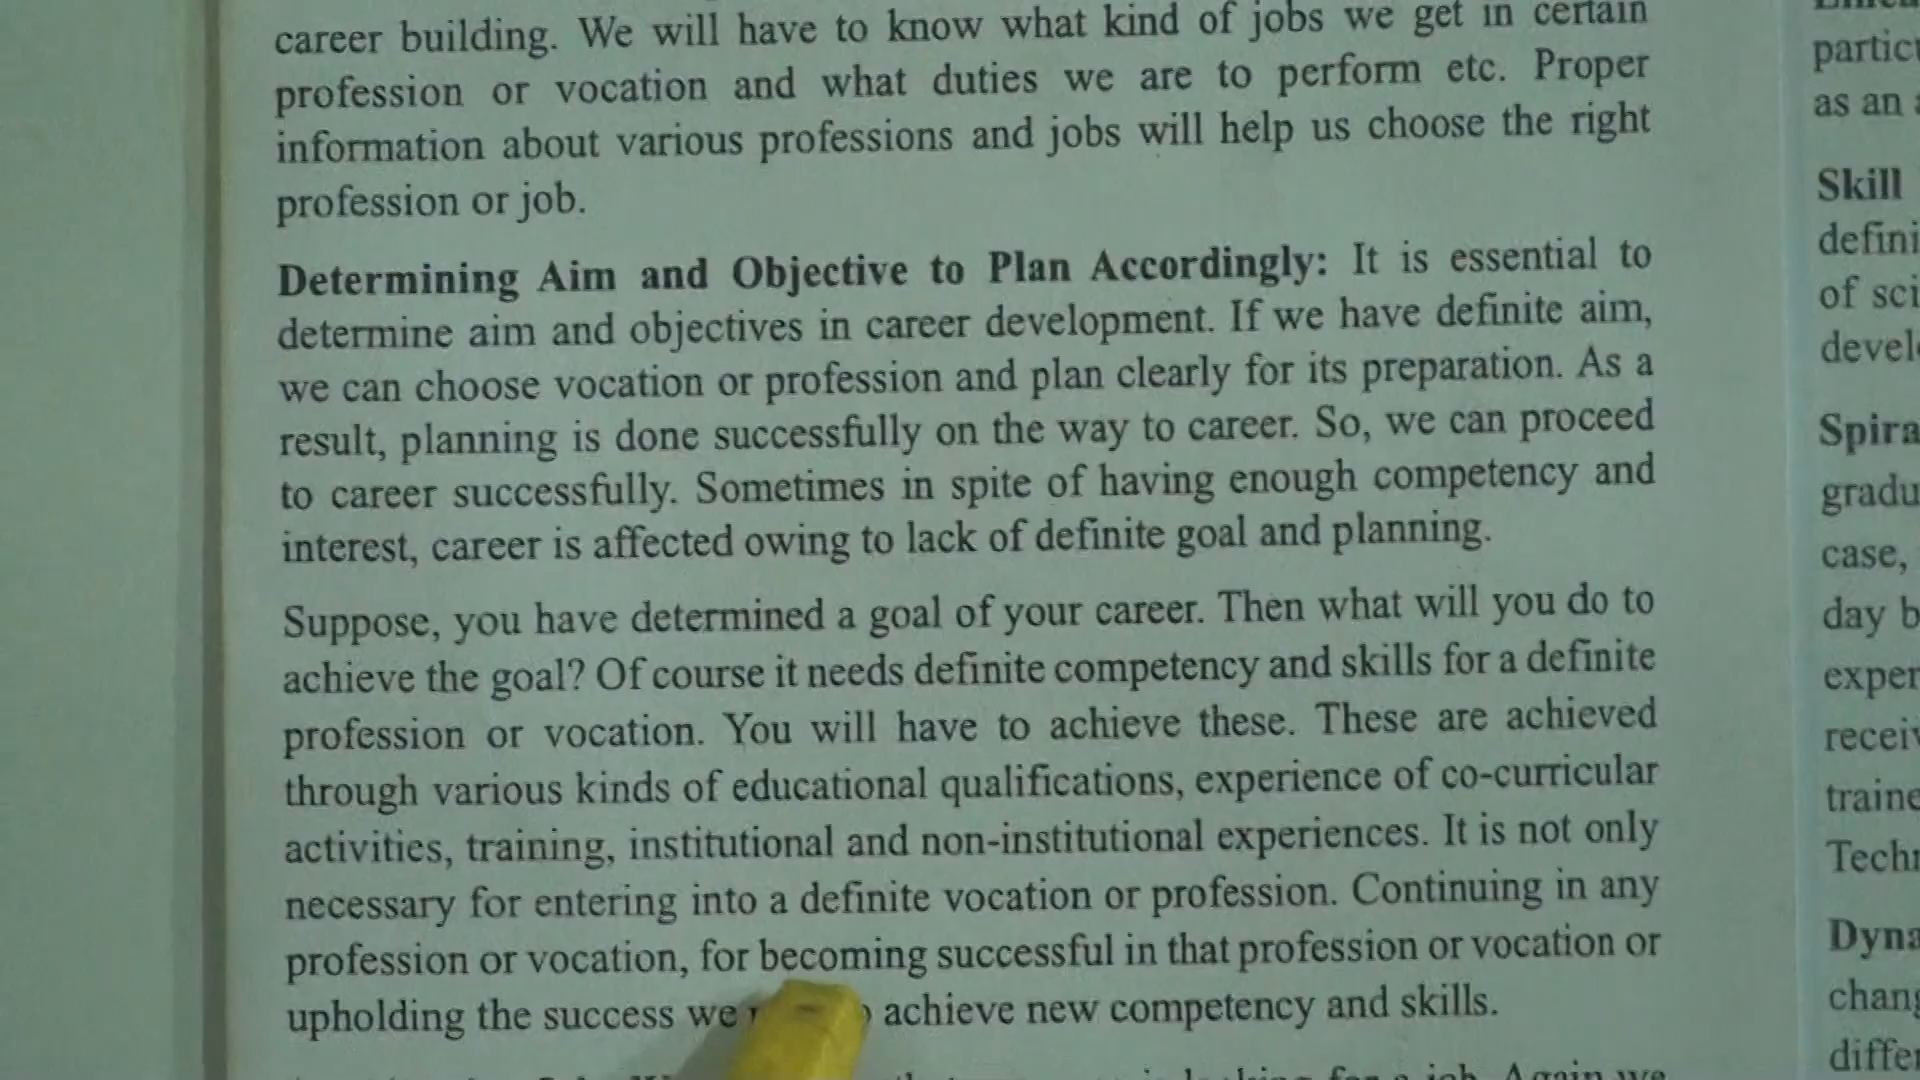 career building. We will have to know what kind of jobs we get in certain
profession or vocation and what duties we are to perform etc. Proper
information about various professions and jobs will help us choose the right
profession or job.
Determining Aim and Objective to Plan Accordingly: It is essential to
determine aim and objectives in career development. If we have definite aim,
we can choose vocation or profession and plan clearly for its preparation. As a
result, planning is done successfully on the way to career. So, we can proceed
to career successfully. Sometimes in spite of having enough competency and
interest, career is affected owing to lack of definite goal and planning.
Suppose, you have determined a goal of your career. Then what will you do to
achieve the goal? Of course it needs definite competency and skills for a definite
profession or vocation. You will have to achieve these. These are achieved
through various kinds of educational qualifications, experience of co-curricular
activities, training, institutional and non-institutional experiences. It is not only
necessary for entering into a definite vocation or profession. Continuing in any
profession or vocation, for becoming successful in that profession or vocation or
upholding the success we achieve new competency and skills.
for a job. Again we
partic
as an
Skill
defini
of sci
devel
Spira
gradu
case,
day b
exper
receiv
traine
Techn
Dyna
chang
differ